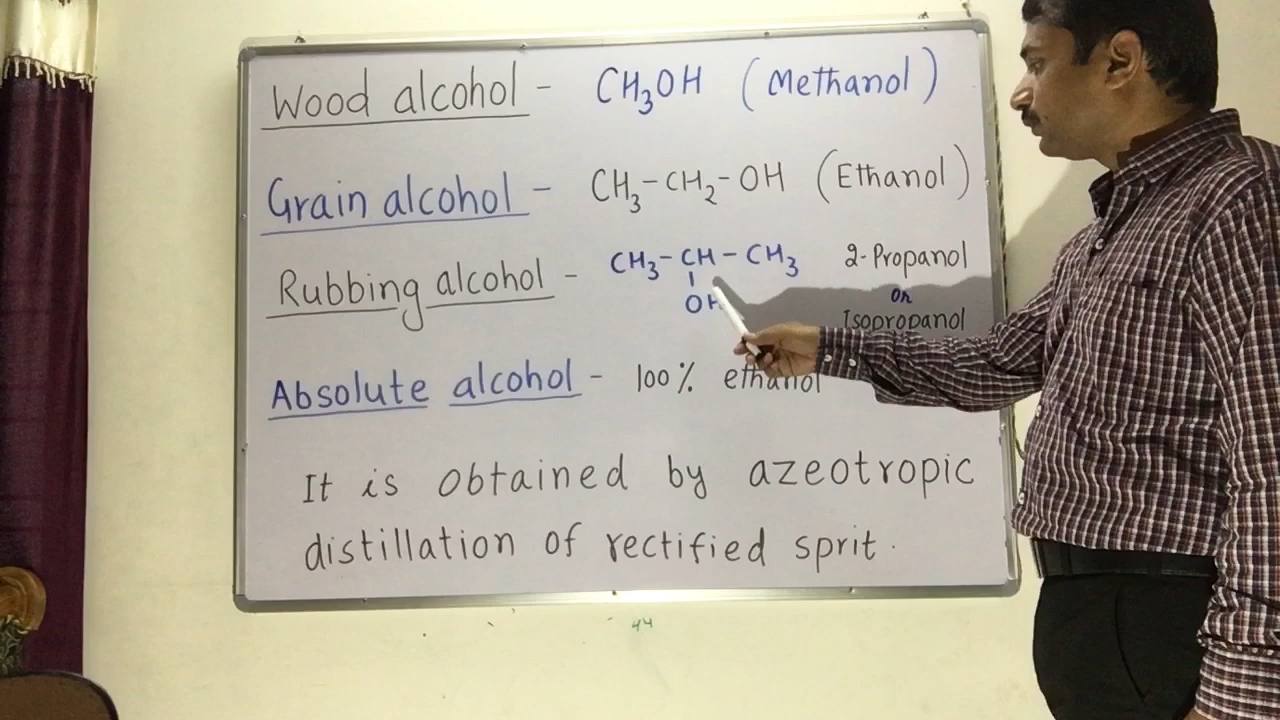 Wood alcohol - CH₃OH (Methanol)
Grain alcohol - CH₃-CH₂-OH (Ethanol)
Rubbing alcohol - CH₃-CH-CH₃ 2-Propanol
OH or
Isopropanol
Absolute alcohol - 100% ethanol
It is obtained by azeotropic
distillation of rectified sprit.
44